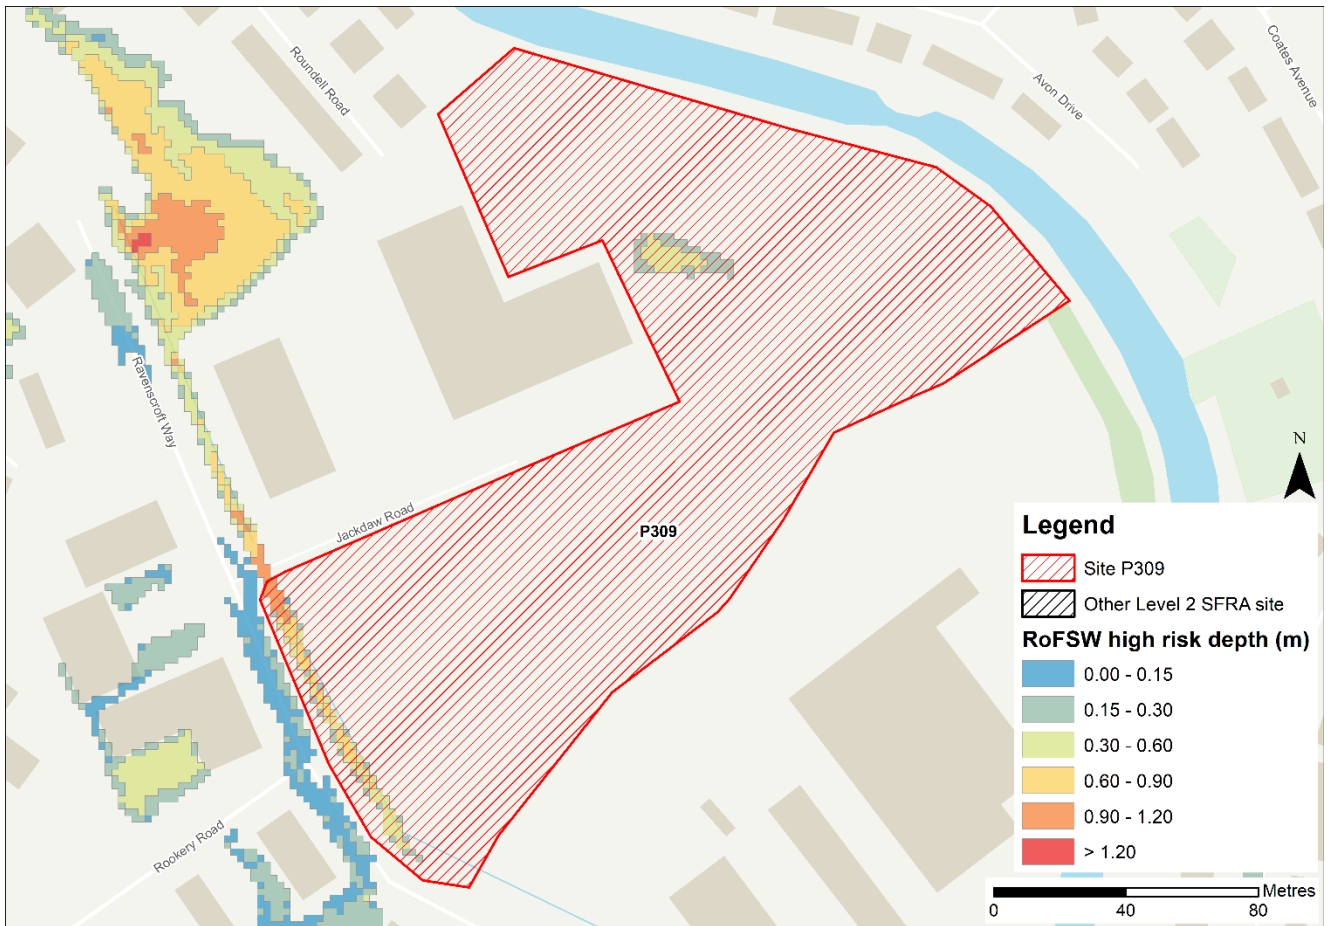 Roundell Road
Coates Avenue
Avon Drive
Ravenscroft Way
Jackdaw Road
P309
Rookery Road
N
Legend
Site P309
Other Level 2 SFRA site
RoFSW high risk depth (m)
0.00 - 0.15
0.15 - 0.30
0.30 - 0.60
0.60 - 0.90
0.90 - 1.20
> 1.20
Metres
0 40 80